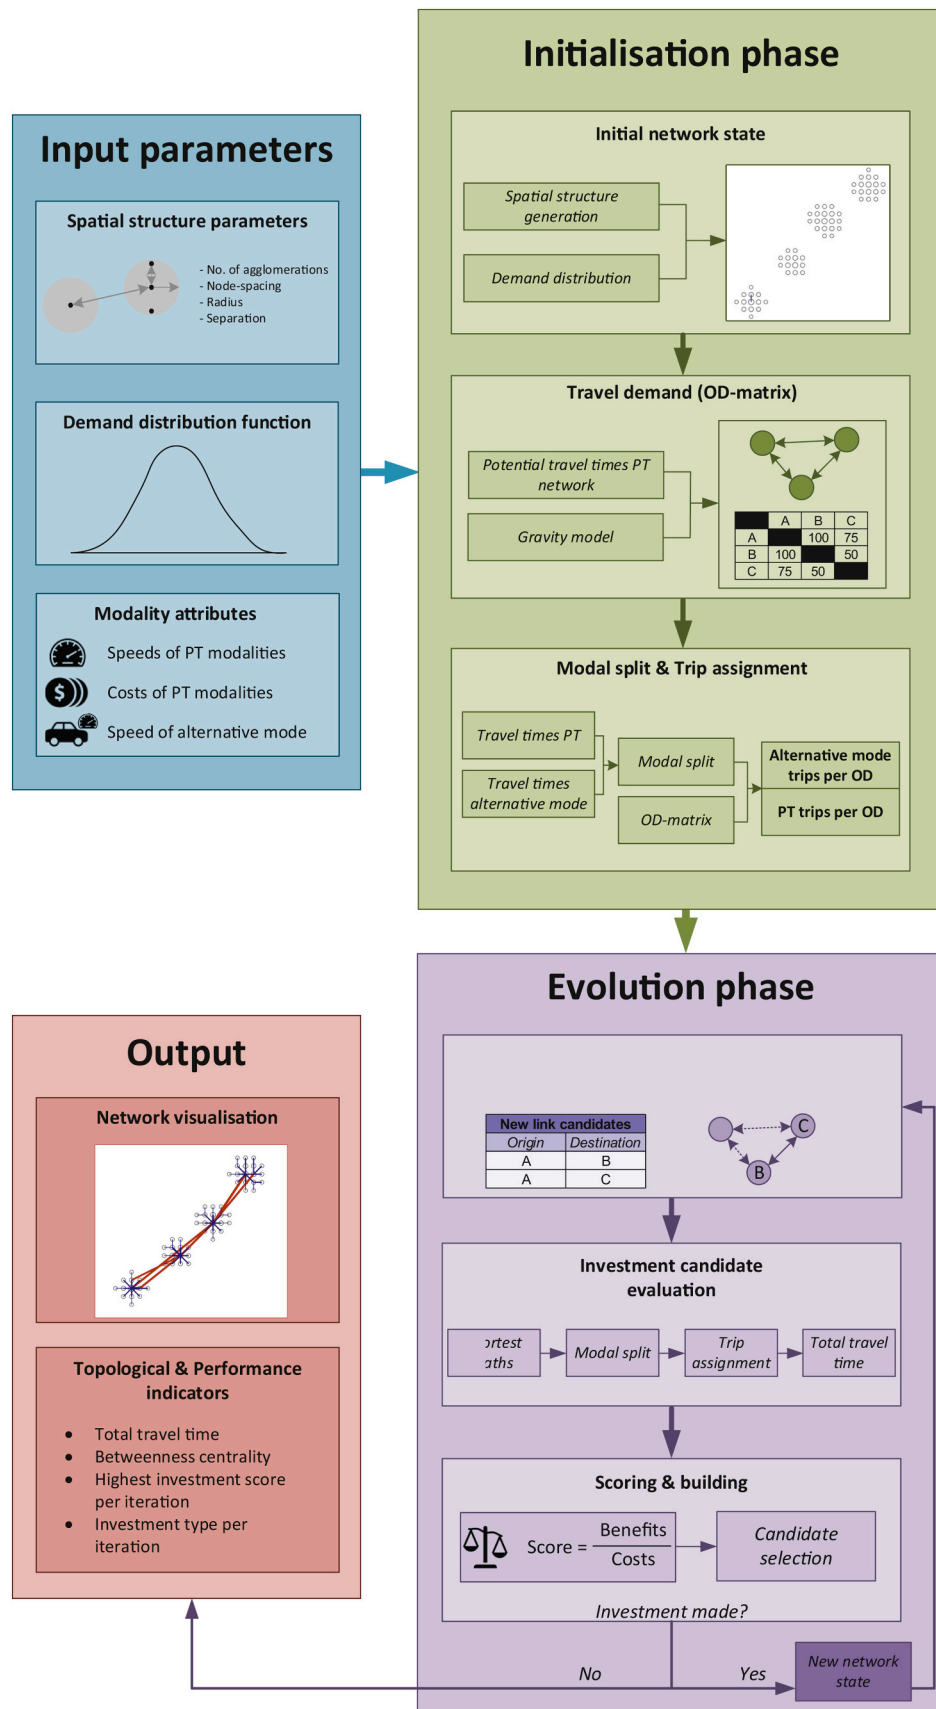 Initialisation phase
Initial network state
Spatial structure
generation
Demand distribution
Input parameters
Spatial structure parameters
- No. of agglomerations
- Node-spacing
- Radius
- Separation
Demand distribution function
Modality attributes
Speeds of PT modalities
$
Costs of PT modalities
Speed of alternative mode
Travel demand (OD-matrix)
Potential travel times PT
network
Gravity model
A B C
A 100 75
B 100 50
C 75 50
Modal split & Trip assignment
Travel times PT
Travel times
alternative mode
Modal split
OD-matrix
Alternative mode
trips per OD
PT trips per OD
Evolution phase
New link candidates
Origin Destination
A B
A C
C
B
Investment candidate
evaluation
Modal split
Trip
assignment
Total travel
time
Scoring & building
Score = Benefits
Costs
Candidate
selection
Investment made?
No
Yes
New network
state
Output
Network visualisation
Topological & Performance
indicators
● Total travel time
● Betweenness centrality
● Highest investment score
per iteration
● Investment type per
iteration